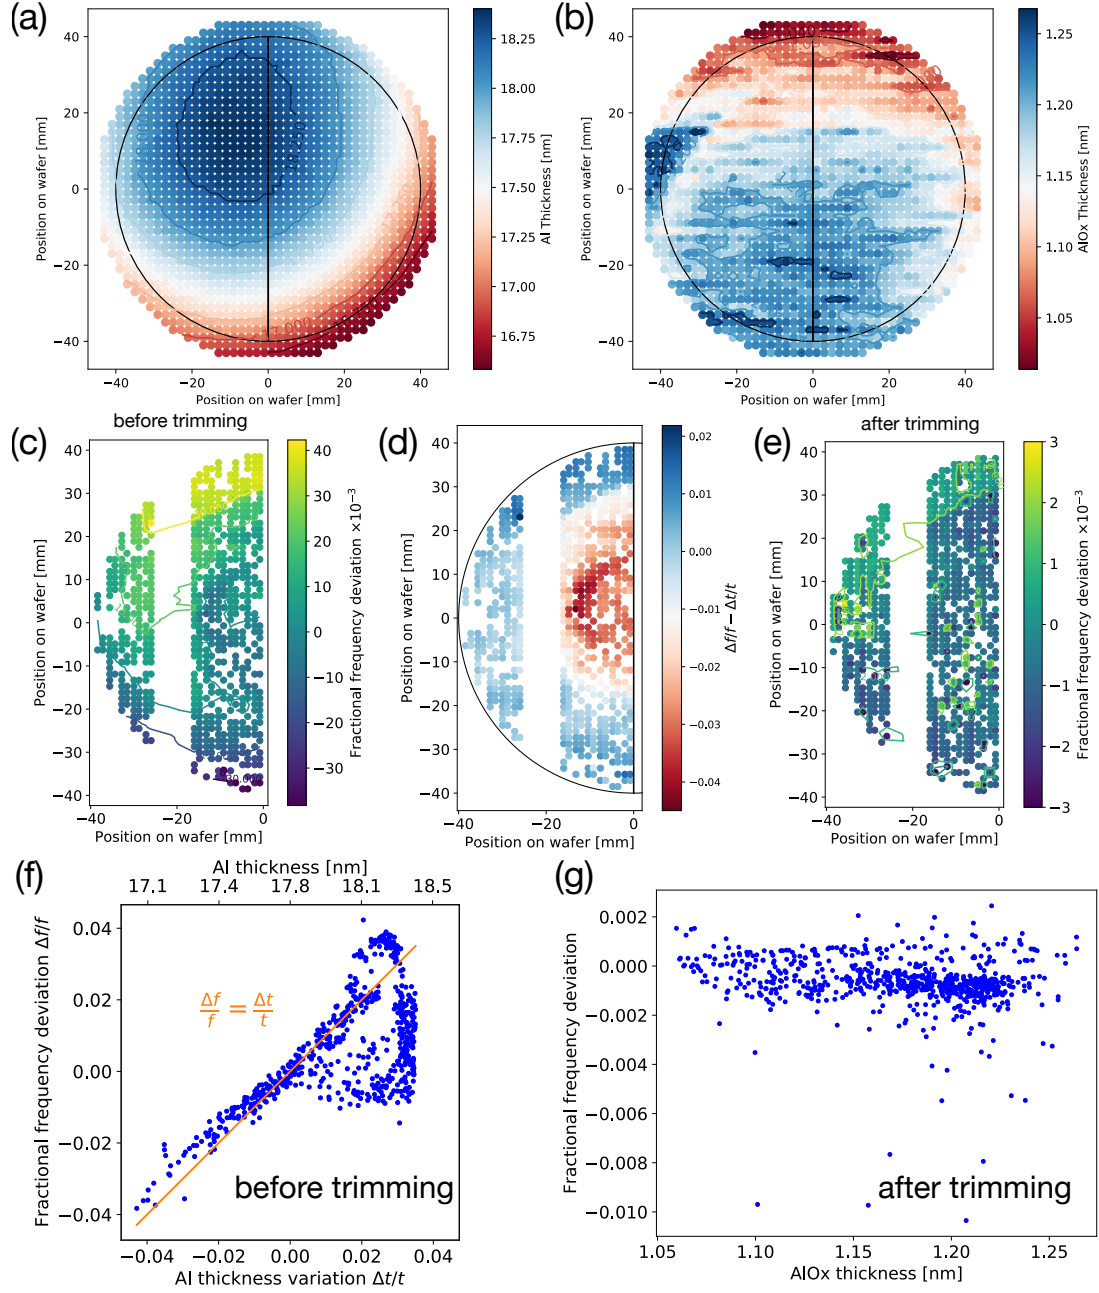 (a)
40
20
0
−20
−40
Position on wafer [mm]
−40 −20 0 20 40
Position on wafer [mm]
18.25
18.00
17.75
17.50
17.25
17.00
16.75
Al Thickness [nm]
(b)
40
20
0
−20
−40
Position on wafer [mm]
−40 −20 0 20 40
Position on wafer [mm]
1.25
1.20
1.15
1.10
1.05
AlOx Thickness [nm]
(c)
before trimming
40
30
20
10
0
−10
−20
−30
−40
Position on wafer [mm]
−40 −20 0
Position on wafer [mm]
40
30
20
10
0
−10
−20
−30
Fractional frequency deviation ×10⁻³
(d)
40
30
20
10
0
−10
−20
−30
−40
Position on wafer [mm]
−40 −20 0
Position on wafer [mm]
0.02
0.01
0.00
−0.01
−0.02
−0.03
−0.04
Δf/f − Δt/t
(e)
after trimming
40
30
20
10
0
−10
−20
−30
−40
Position on wafer [mm]
−40 −20 0
Position on wafer [mm]
3
2
1
0
−1
−2
−3
Fractional frequency deviation ×10⁻³
(f)
Al thickness [nm]
17.1 17.4 17.8 18.2 18.5
0.04
0.02
0.00
−0.02
−0.04
Fractional frequency deviation Δf/f
Δf/f = Δt/t
before trimming
−0.04 −0.02 0.00 0.02 0.04
Al thickness variation Δt/t
(g)
0.002
0.000
−0.002
−0.004
−0.006
−0.008
−0.010
Fractional frequency deviation
after trimming
1.05 1.10 1.15 1.20 1.25
AlOx thickness [nm]